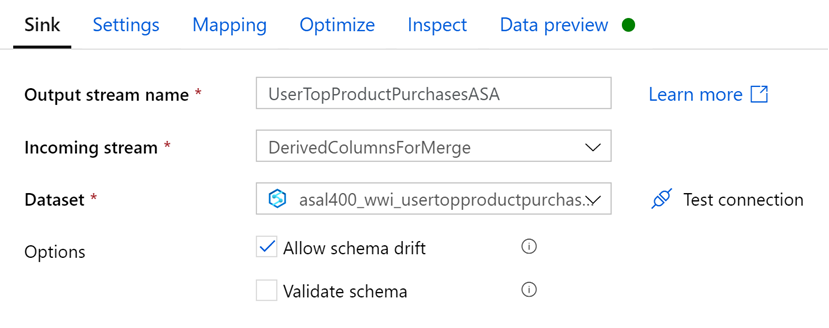 Sink Settings Mapping Optimize Inspect Data preview
Output stream name * UserTopProductPurchasesASA Learn more
Incoming stream * DerivedColumnsForMerge
Dataset * asal400_wwi_usertopproductpurchas... Test connection
Options Allow schema drift
Validate schema